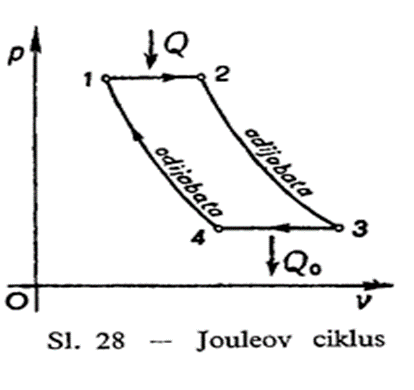 p
Q
1
2
adijabata
adijabata
4
3
Q₀
O
v
Sl. 28 — Jouleov ciklus